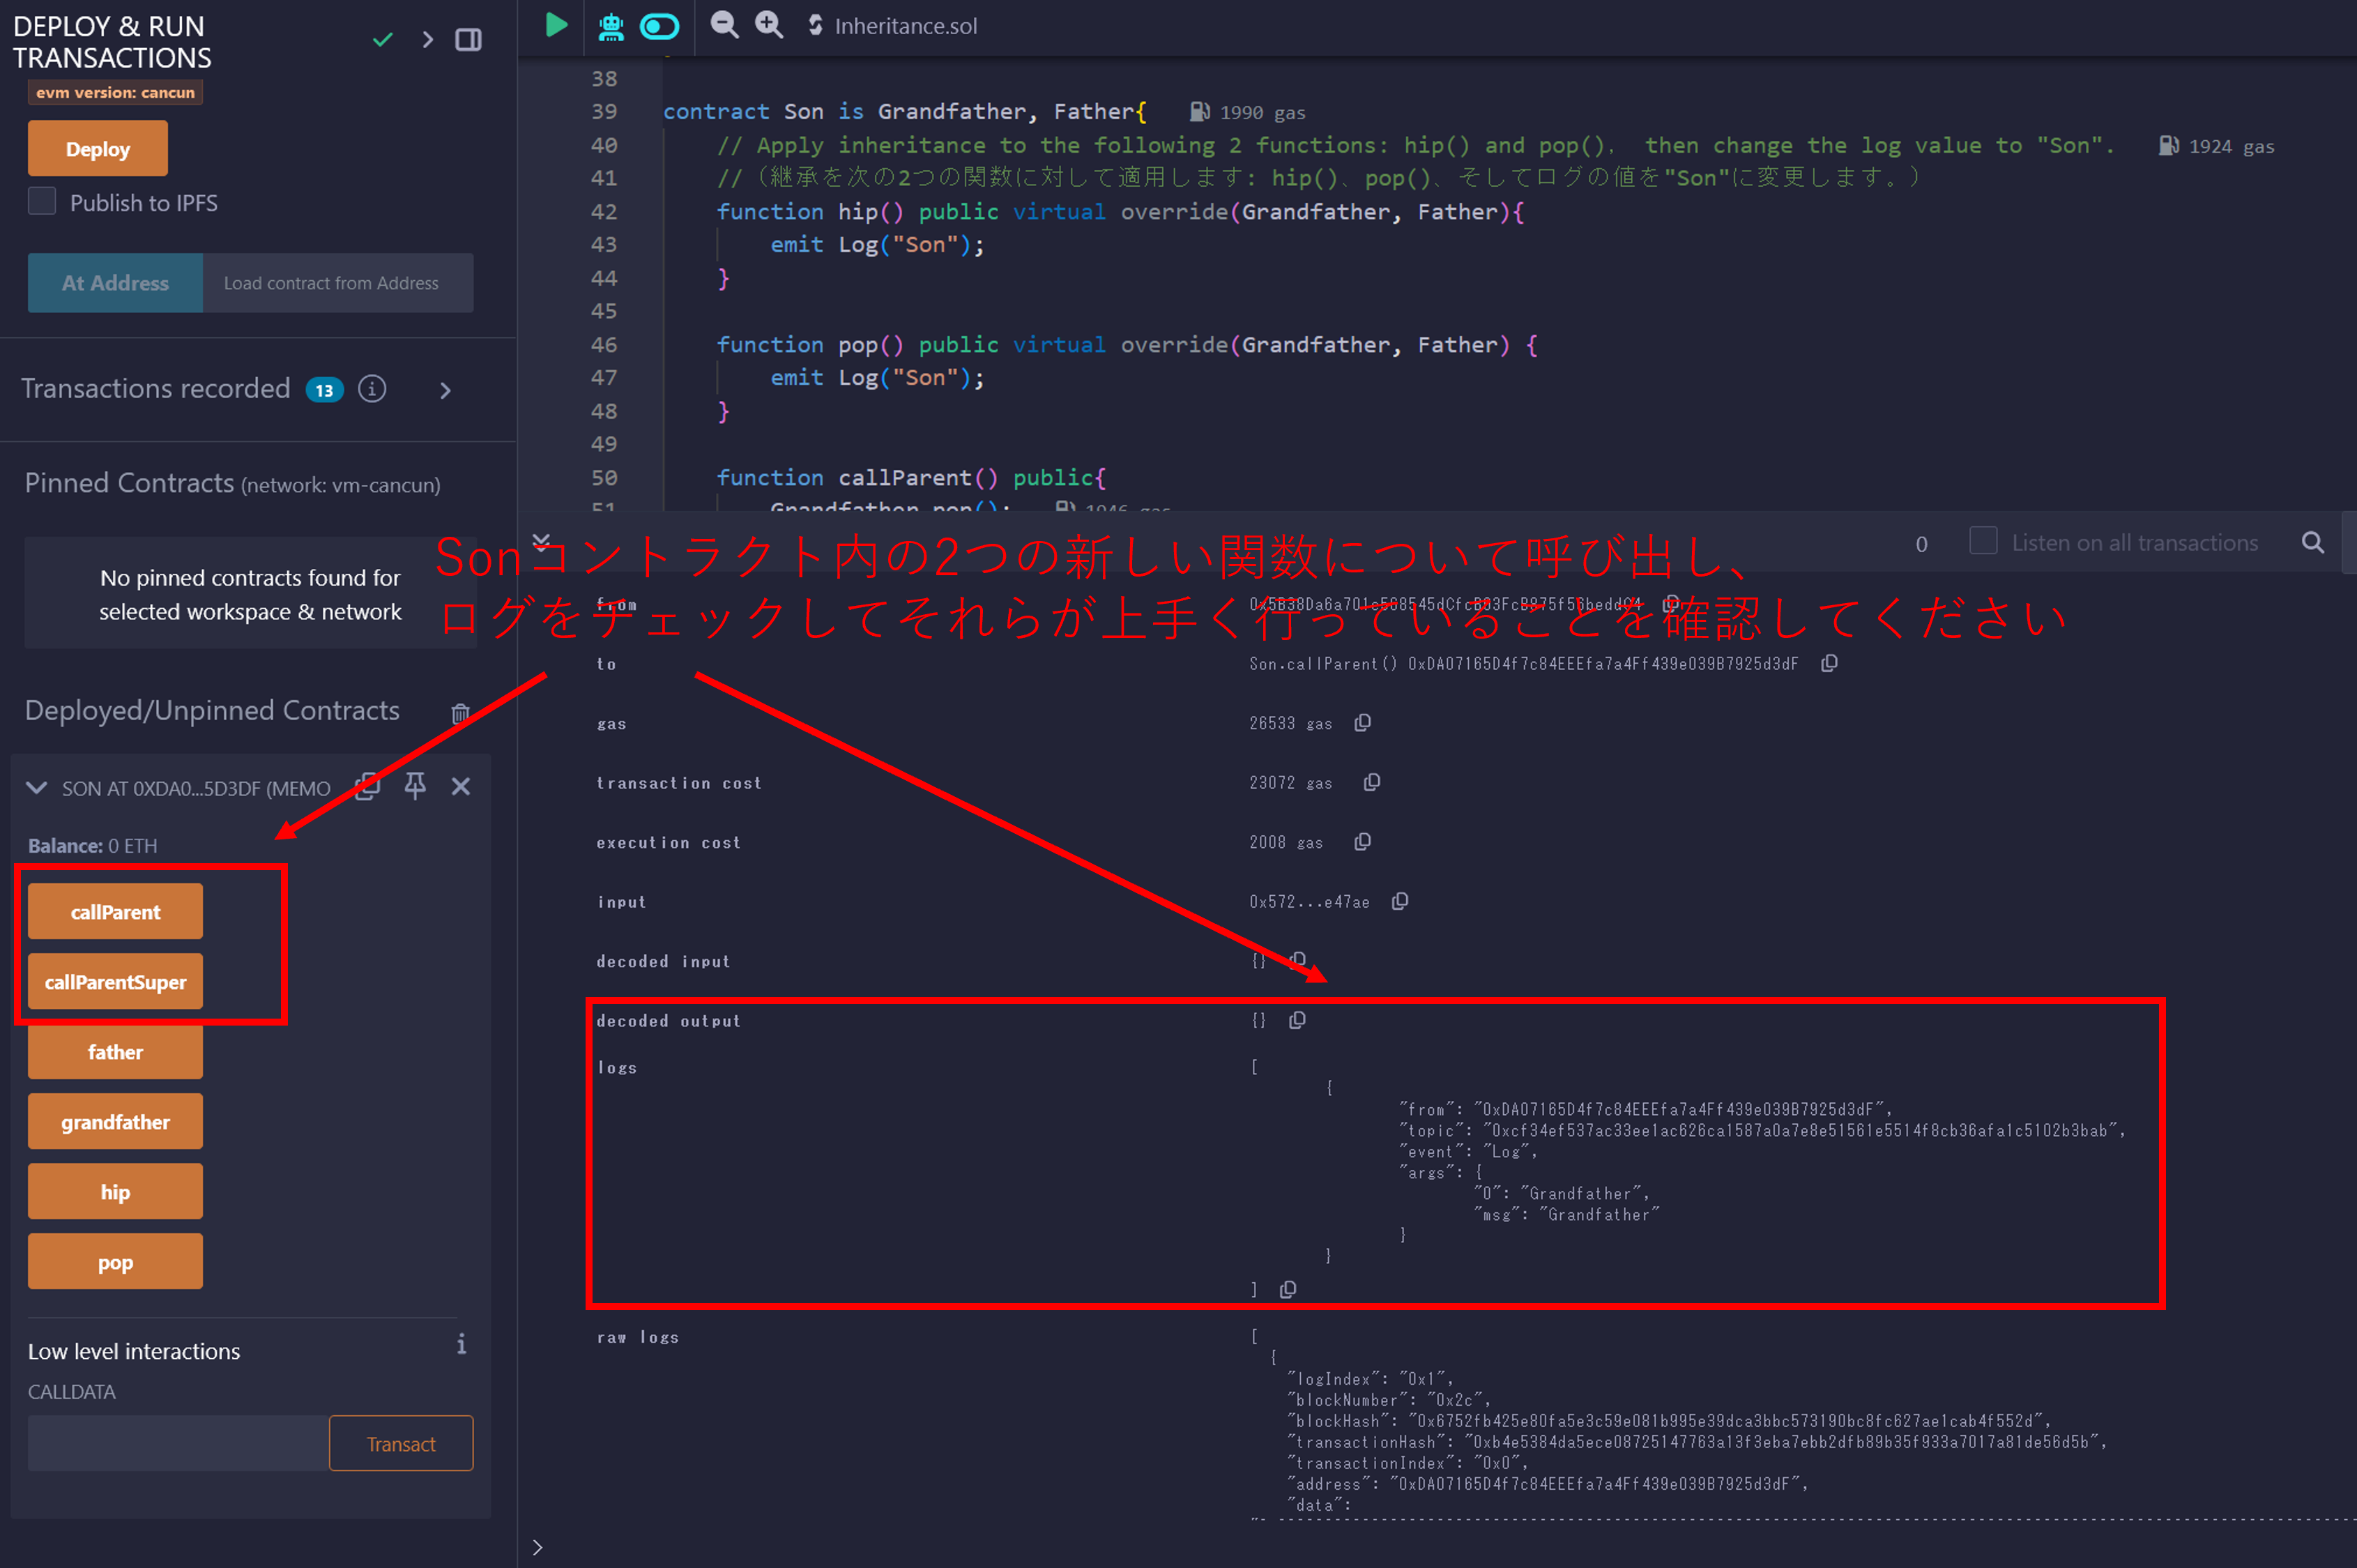 DEPLOY & RUN
TRANSACTIONS
evm version: cancun
Deploy
Publish to IPFS
At Address
Load contract from Address
Transactions recorded 13
Pinned Contracts (network: vm-cancun)
No pinned contracts found for
selected workspace & network
Deployed/Unpinned Contracts
SON AT 0XDA0...5D3DF (MEMO
Balance: 0 ETH
callParent
callParentSuper
father
grandfather
hip
pop
Low level interactions
CALLDATA
Transact
Inheritance.sol
38
39 contract Son is Grandfather, Father{ 1990 gas
40 // Apply inheritance to the following 2 functions: hip() and pop(), then change the log value to "Son". 1924 gas
41 //（継承を次の2つの関数に対して適用します: hip()、pop()、そしてログの値を"Son"に変更します。）
42 function hip() public virtual override(Grandfather, Father){
43 emit Log("Son");
44 }
45
46 function pop() public virtual override(Grandfather, Father) {
47 emit Log("Son");
48 }
49
50 function callParent() public{
51 Grandfather.pop(); 1946 gas
0 Listen on all transactions
Sonコントラクト内の2つの新しい関数について呼び出し、
ログをチェックしてそれらが上手く行っていることを確認してください
from
to Son.callParent() 0xDA07165D4f7c84EEEfa7a4Ff439e039B7925d3dF
gas 26533 gas
transaction cost 23072 gas
execution cost 2008 gas
input 0x572...e47ae
decoded input {}
decoded output {}
logs [
{
"from": "0xDA07165D4f7c84EEEfa7a4Ff439e039B7925d3dF",
"topic": "0xcf34ef537ac33ee1ac626ca1587a0a7e8e51561e5514f8cb36afa1c5102b3bab",
"event": "Log",
"args": {
"0": "Grandfather",
"msg": "Grandfather"
}
}
]
raw logs [
{
"logIndex": "0x1",
"blockNumber": "0x2c",
"blockHash": "0x6752fb425e80fa5e3c59e081b995e39dca3bbc573190bc8fc627ae1cab4f552d",
"transactionHash": "0xb4e5384da5ece08725147763a13f3eba7ebb2dfb89b35f933a7017a81de56d5b",
"transactionIndex": "0x0",
"address": "0xDA07165D4f7c84EEEfa7a4Ff439e039B7925d3dF",
"data":